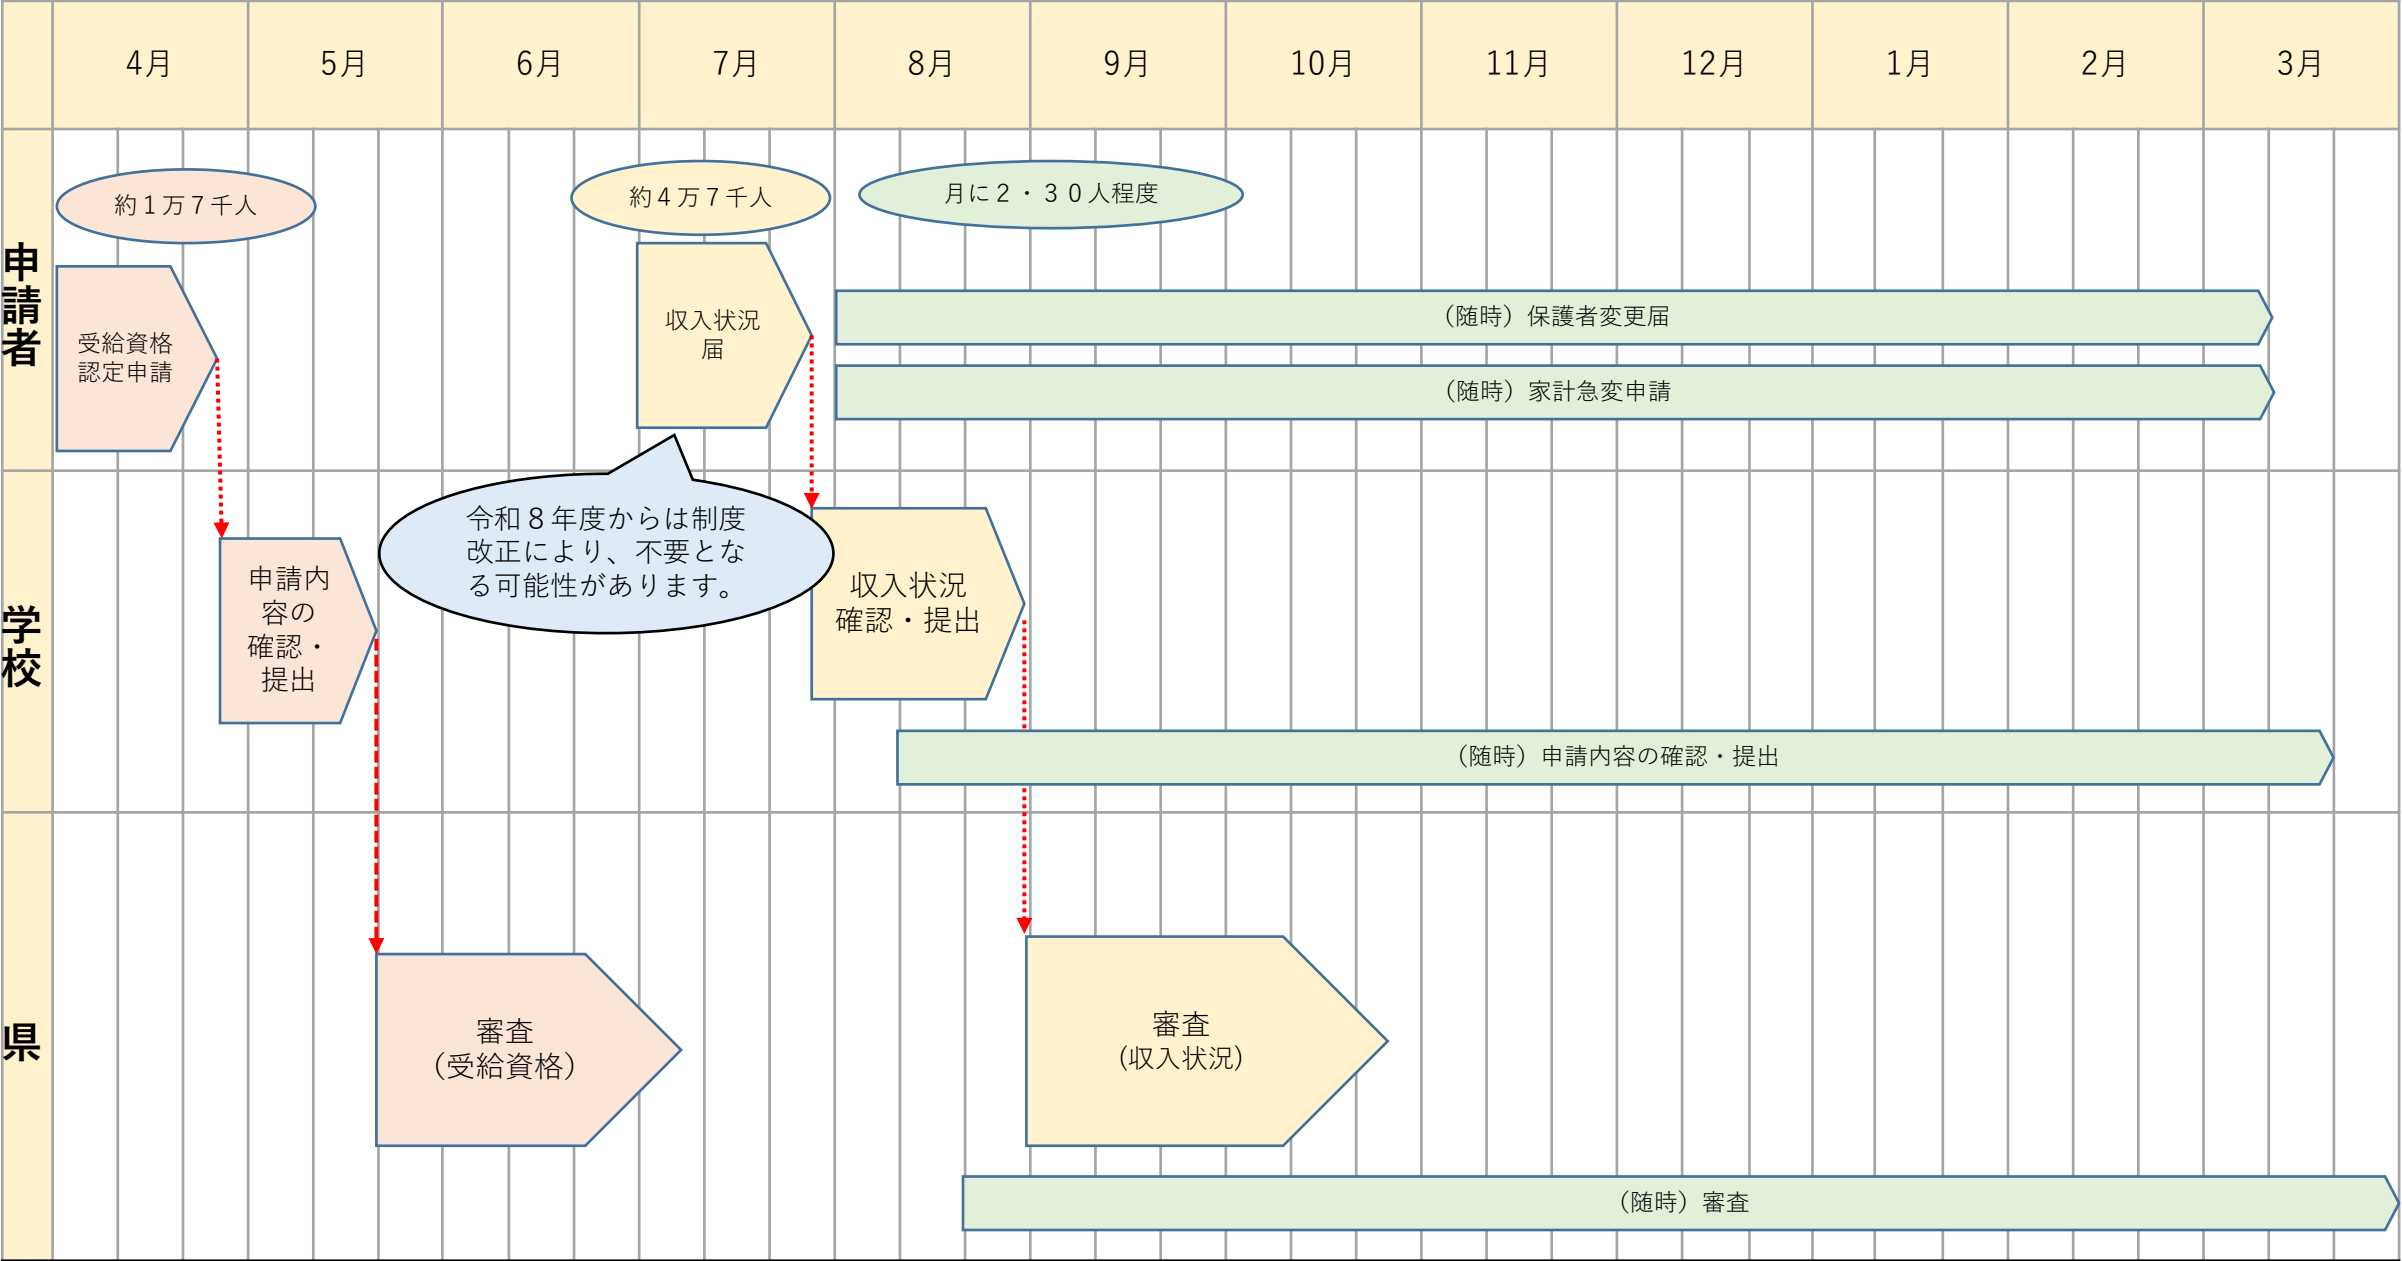 4月
5月
6月
7月
8月
9月
10月
11月
12月
1月
2月
3月
申請者
約１万７千人
約４万７千人
月に２・３０人程度
受給資格
認定申請
収入状況
届
（随時）保護者変更届
（随時）家計急変申請
学校
令和８年度からは制度
改正により、不要とな
る可能性があります。
申請内
容の
確認・
提出
収入状況
確認・提出
（随時）申請内容の確認・提出
県
審査
（受給資格）
審査
（収入状況）
（随時）審査